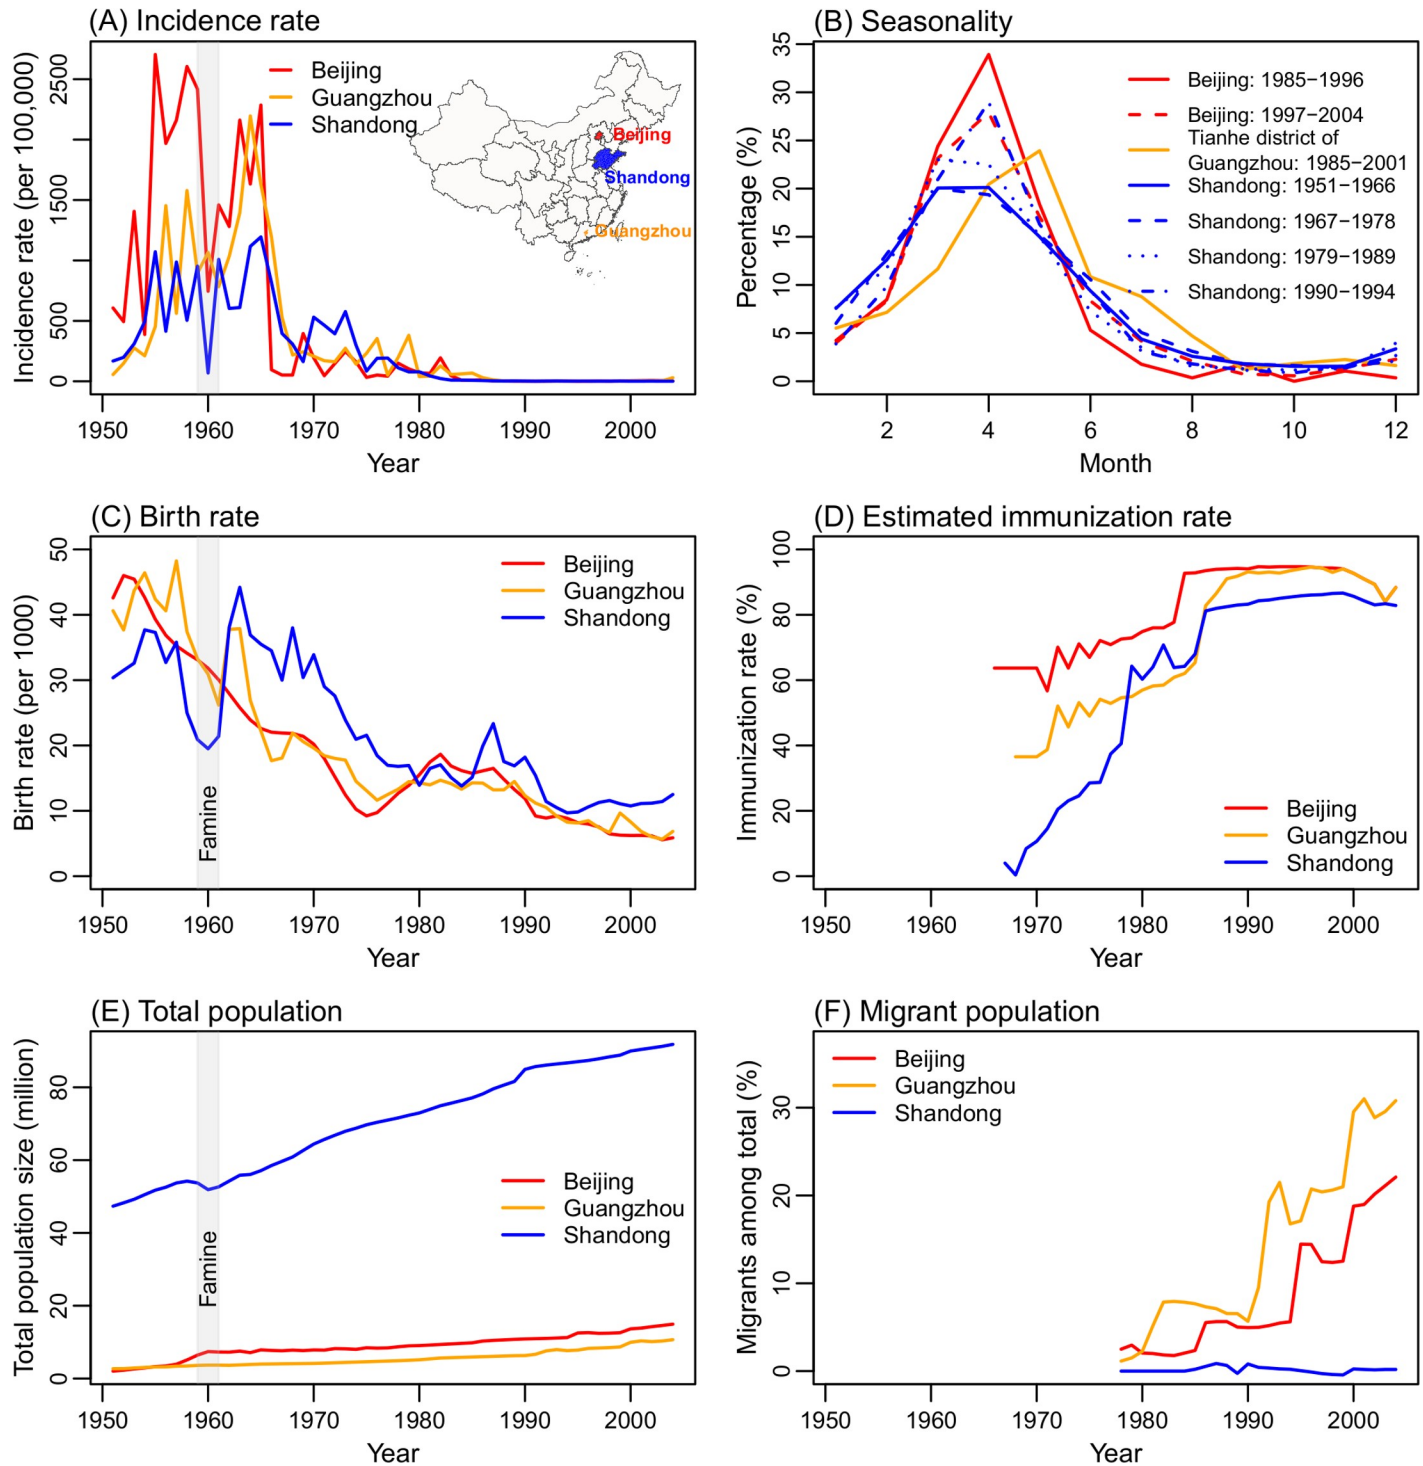 (A) Incidence rate
Incidence rate (per 100,000)
2500
1500
500
0
Beijing
Guangzhou
Shandong
Beijing
Shandong
Guangzhou
1950 1960 1970 1980 1990 2000
Year
(B) Seasonality
Percentage (%)
35
30
25
20
15
10
5
0
Beijing: 1985−1996
Beijing: 1997−2004
Tianhe district of
Guangzhou: 1985−2001
Shandong: 1951−1966
Shandong: 1967−1978
Shandong: 1979−1989
Shandong: 1990−1994
2 4 6 8 10 12
Month
(C) Birth rate
Birth rate (per 1000)
50
40
30
20
10
0
Beijing
Guangzhou
Shandong
Famine
1950 1960 1970 1980 1990 2000
Year
(D) Estimated immunization rate
Immunization rate (%)
100
80
60
40
20
0
Beijing
Guangzhou
Shandong
1950 1960 1970 1980 1990 2000
Year
(E) Total population
Total population size (million)
80
60
40
20
0
Beijing
Guangzhou
Shandong
Famine
1950 1960 1970 1980 1990 2000
Year
(F) Migrant population
Migrants among total (%)
30
20
10
0
Beijing
Guangzhou
Shandong
1950 1960 1970 1980 1990 2000
Year